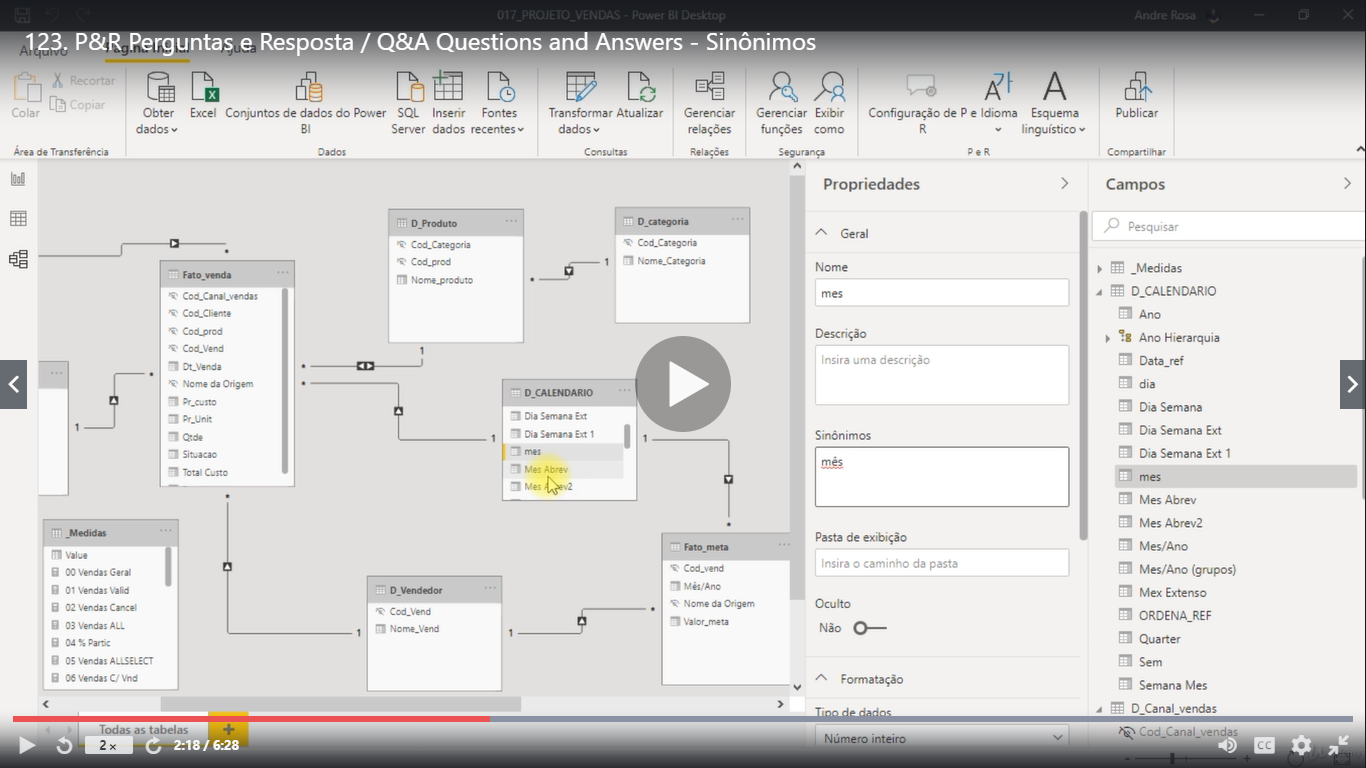 017_PROJETO_VENDAS - Power BI Desktop
Andre Rosa
123. P&R Perguntas e Resposta / Q&A Questions and Answers - Sinônimos
Arquivo
Página Inicial
Ajuda
Colar
Recortar
Copiar
Área de Transferência
Obter dados
Excel
Conjuntos de dados do Power BI
SQL Server
Inserir dados
Fontes recentes
Dados
Transformar dados
Atualizar
Consultas
Gerenciar relações
Relações
Gerenciar funções
Exibir como
Segurança
Configuração de P e R
Idioma
Esquema linguístico
P e R
Publicar
Compartilhar
Fato_venda
Cod_Canal_vendas
Cod_Cliente
Cod_prod
Cod_Vend
Dt_Venda
Nome da Origem
Pr_custo
Pr_Unit
Qtde
Situacao
Total Custo
D_Produto
Cod_Categoria
Cod_prod
Nome_produto
D_categoria
Cod_Categoria
Nome_Categoria
1
1
1
1
1
1
1
D_CALENDARIO
Dia Semana Ext
Dia Semana Ext 1
mes
Mes Abrev
_Medidas
Value
00 Vendas Geral
01 Vendas Valid
02 Vendas Cancel
03 Vendas ALL
04 % Partic
05 Vendas ALLSELECT
06 Vendas C/ Vnd
D_Vendedor
Cod_Vend
Nome_Vend
Fato_meta
Cod_vend
Mês/Ano
Nome da Origem
Valor_meta
Todas as tabelas
+
Propriedades
Geral
Nome
mes
Descrição
Insira uma descrição
Sinônimos
mês
Pasta de exibição
Insira o caminho da pasta
Oculto
Não
Formatação
Tipo de dados
Número inteiro
Campos
Pesquisar
_Medidas
D_CALENDARIO
Ano
Ano Hierarquia
Data_ref
dia
Dia Semana
Dia Semana Ext
Dia Semana Ext 1
mes
Mes Abrev
Mes Abrev2
Mes/Ano
Mes/Ano (grupos)
Mex Extenso
ORDENA_REF
Quarter
Sem
Semana Mes
D_Canal_vendas
Cod_Canal_vendas
2 x
2:18 / 6:28
CC